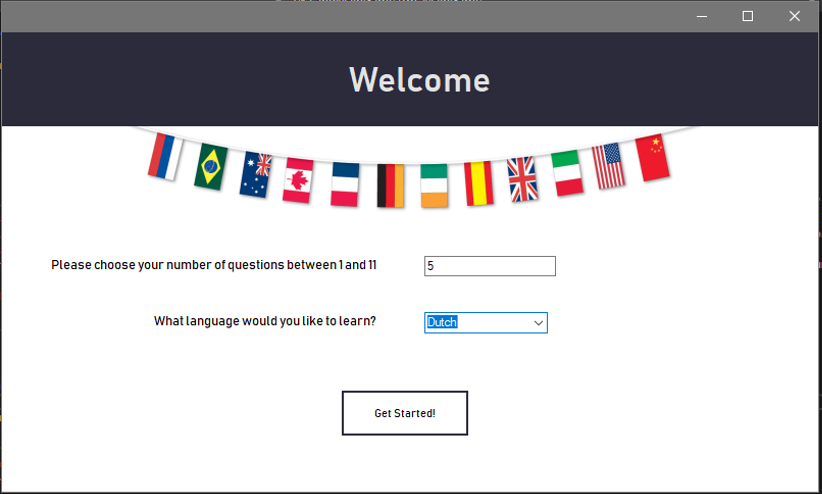 Welcome
Please choose your number of questions between 1 and 11
5
What language would you like to learn?
Dutch
Get Started!